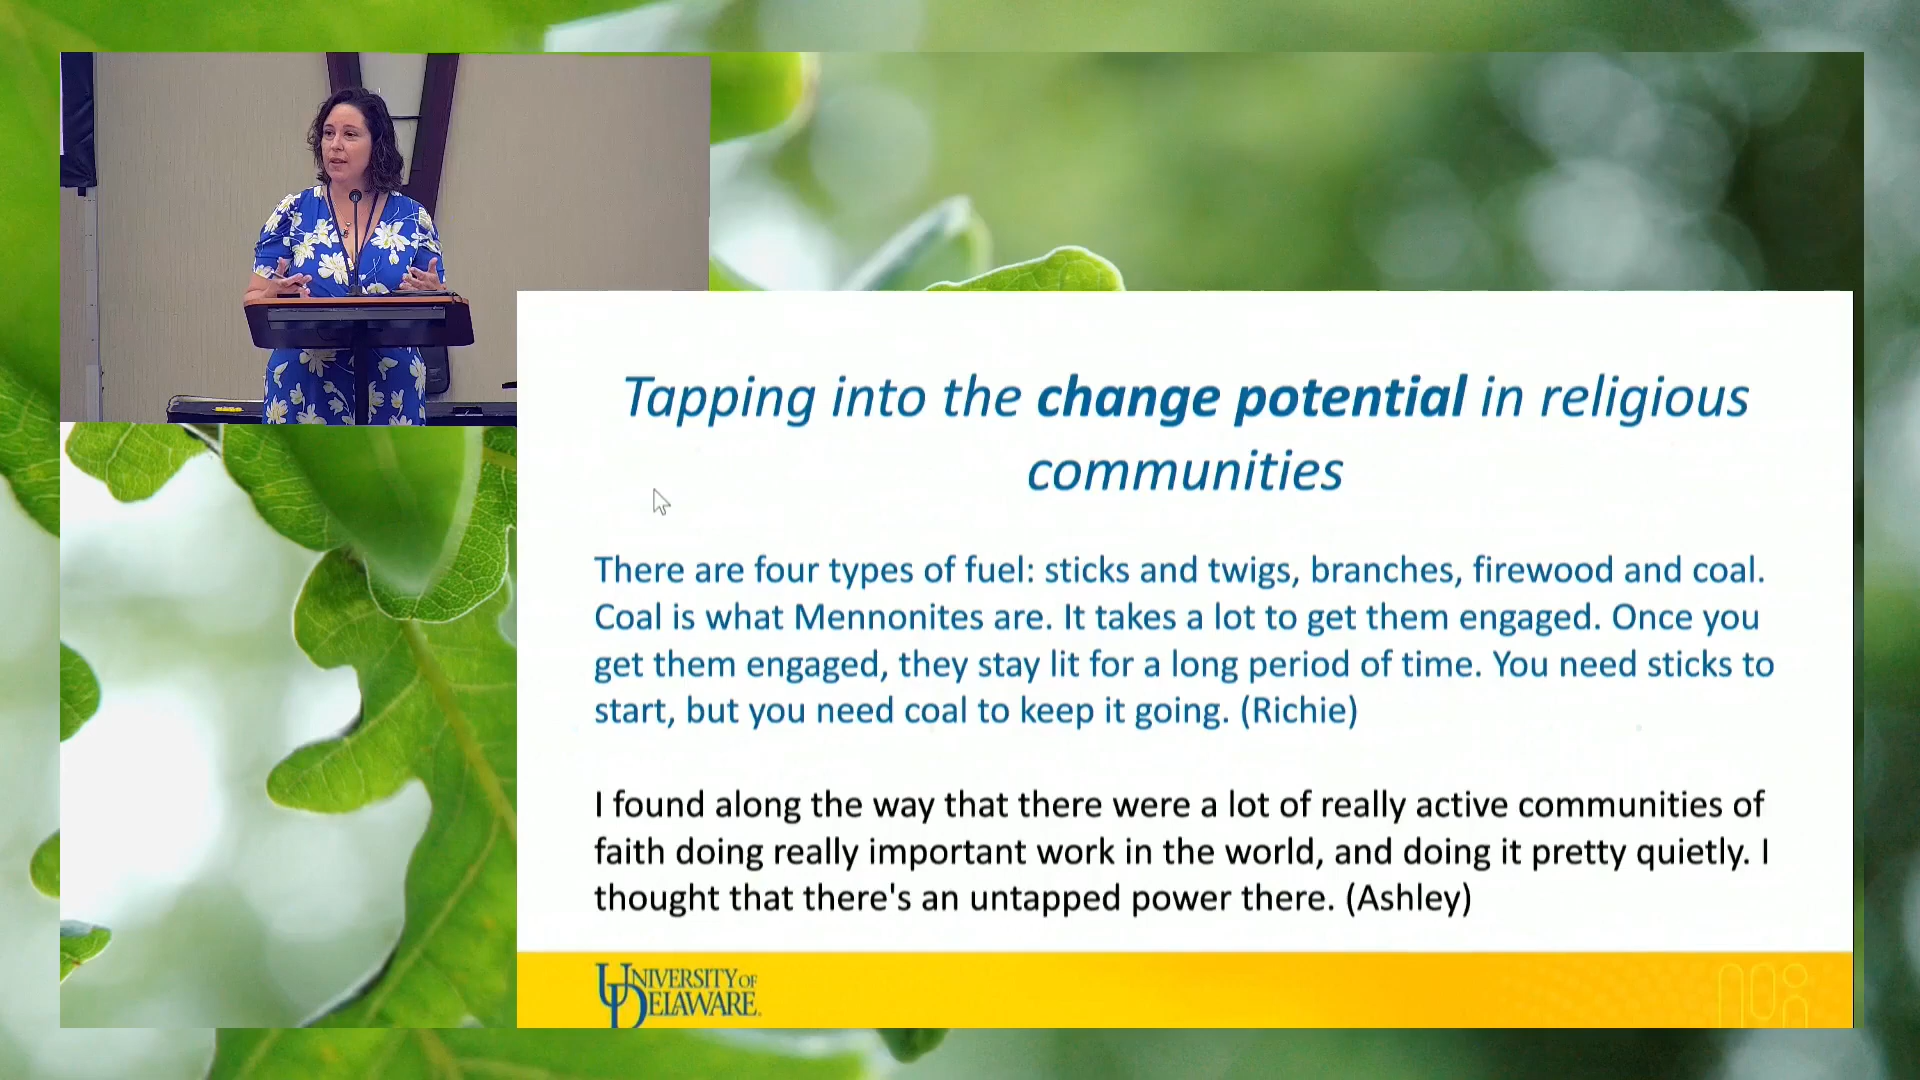 Tapping into the change potential in religious
communities
There are four types of fuel: sticks and twigs, branches, firewood and coal.
Coal is what Mennonites are. It takes a lot to get them engaged. Once you
get them engaged, they stay lit for a long period of time. You need sticks to
start, but you need coal to keep it going. (Richie)
I found along the way that there were a lot of really active communities of
faith doing really important work in the world, and doing it pretty quietly. I
thought that there's an untapped power there. (Ashley)
UNIVERSITY OF
DELAWARE.